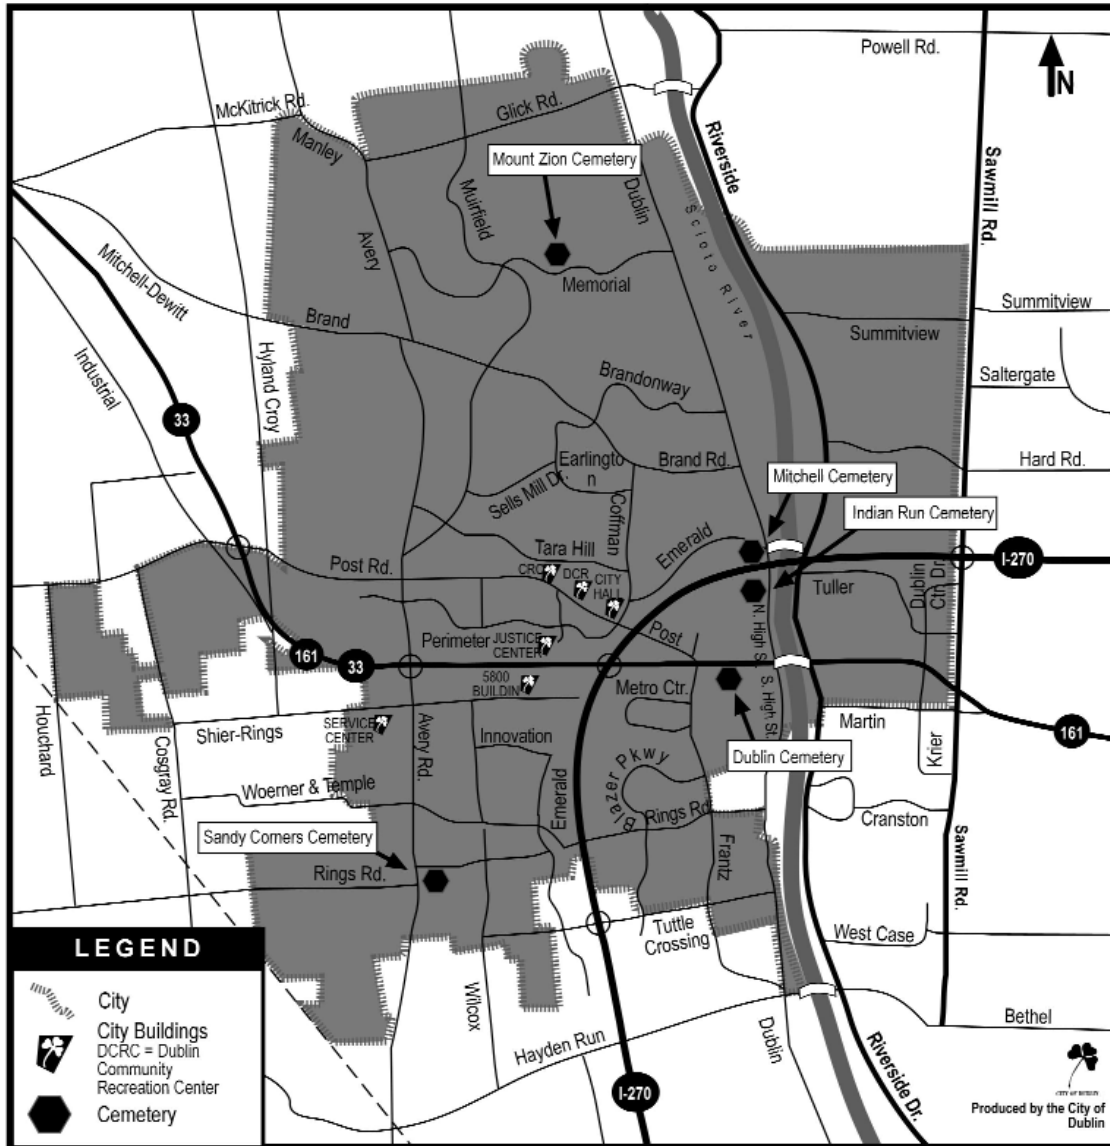 Powell Rd.
N
McKitrick Rd.
Glick Rd.
Manley
Riverside
Sawmill Rd.
Mount Zion Cemetery
Muirfield
Dublin
Avery
Scioto River
Mitchell-Dewitt
Memorial
Summitview
Brand
Summitview
Industrial
Hyland Croy
Brandonway
Saltergate
33
Earlingto
n
Brand Rd.
Hard Rd.
Mitchell Cemetery
Sells Mill Dr.
Coffman
Indian Run Cemetery
Emerald
Tara Hill
Post Rd.
CRC
DCR
CITY
HALL
I-270
Tuller
Dublin
Ctr. Dr.
Post
N. High S
Perimeter
JUSTICE
CENTER
161
33
5800
BUILDIN
Metro Ctr.
S. High St.
Houchard
Cosgray Rd.
Shier-Rings
SERVICE
CENTER
Avery Rd.
Innovation
Martin
161
Krier
Dublin Cemetery
Blazer Pkwy
Woerner & Temple
Emerald
Rings Rd.
Cranston
Sandy Corners Cemetery
Frantz
Sawmill Rd.
Rings Rd.
Tuttle
Crossing
West Case
LEGEND
City
City Buildings
DCRC = Dublin
Community
Recreation Center
Cemetery
Wilcox
Hayden Run
Dublin
Bethel
Riverside Dr.
I-270
Produced by the City of
Dublin